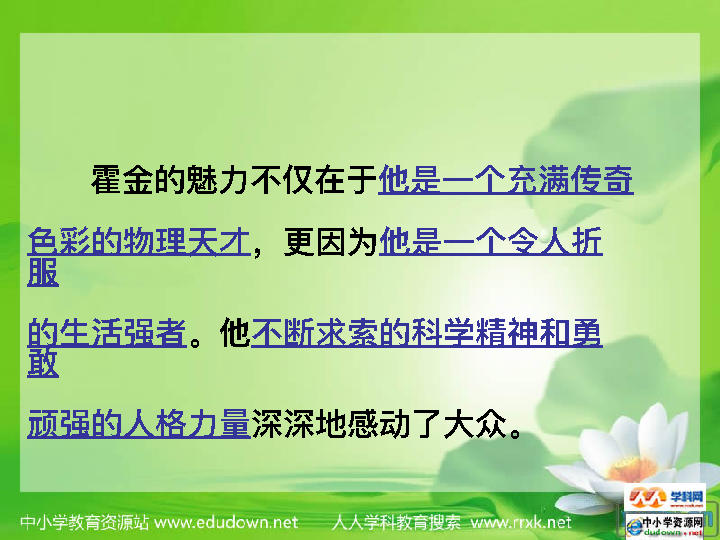 霍金的魅力不仅在于他是一个充满传奇
色彩的物理天才，更因为他是一个令人折
服
的生活强者。他不断求索的科学精神和勇
敢
顽强的人格力量深深地感动了大众。
中小学教育资源站 www.edudown.net 人人学科教育搜索 www.rrxk.net
学科网
www.rrxk.net
中小学资源网
edudown.net